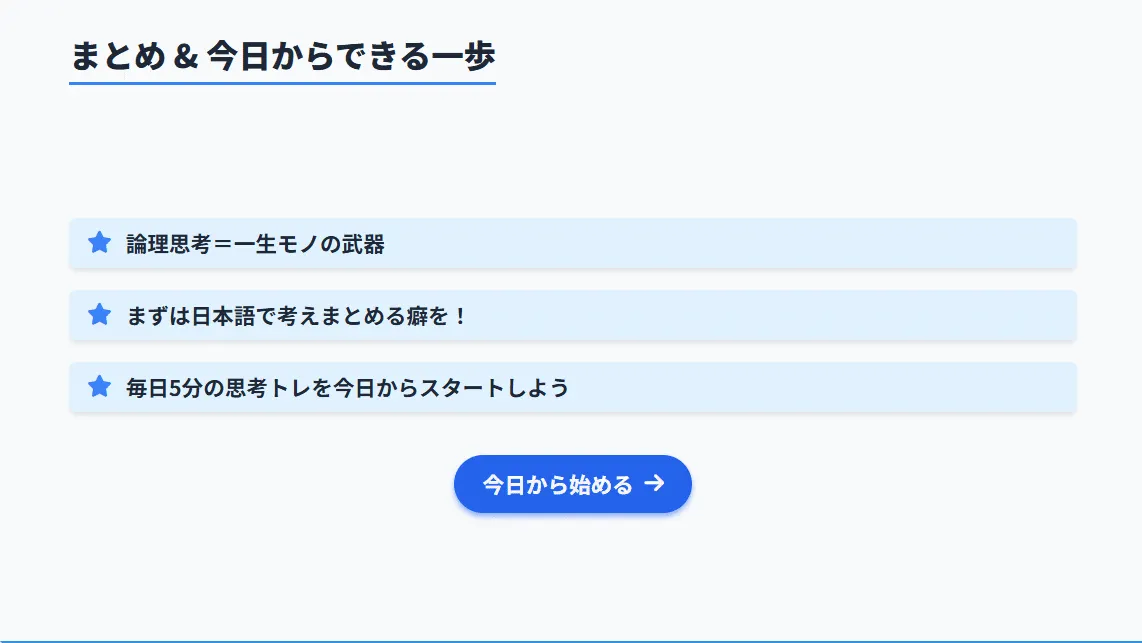 まとめ & 今日からできる一歩
論理思考＝一生モノの武器
まずは日本語で考えまとめる癖を！
毎日5分の思考トレを今日からスタートしよう
今日から始める →